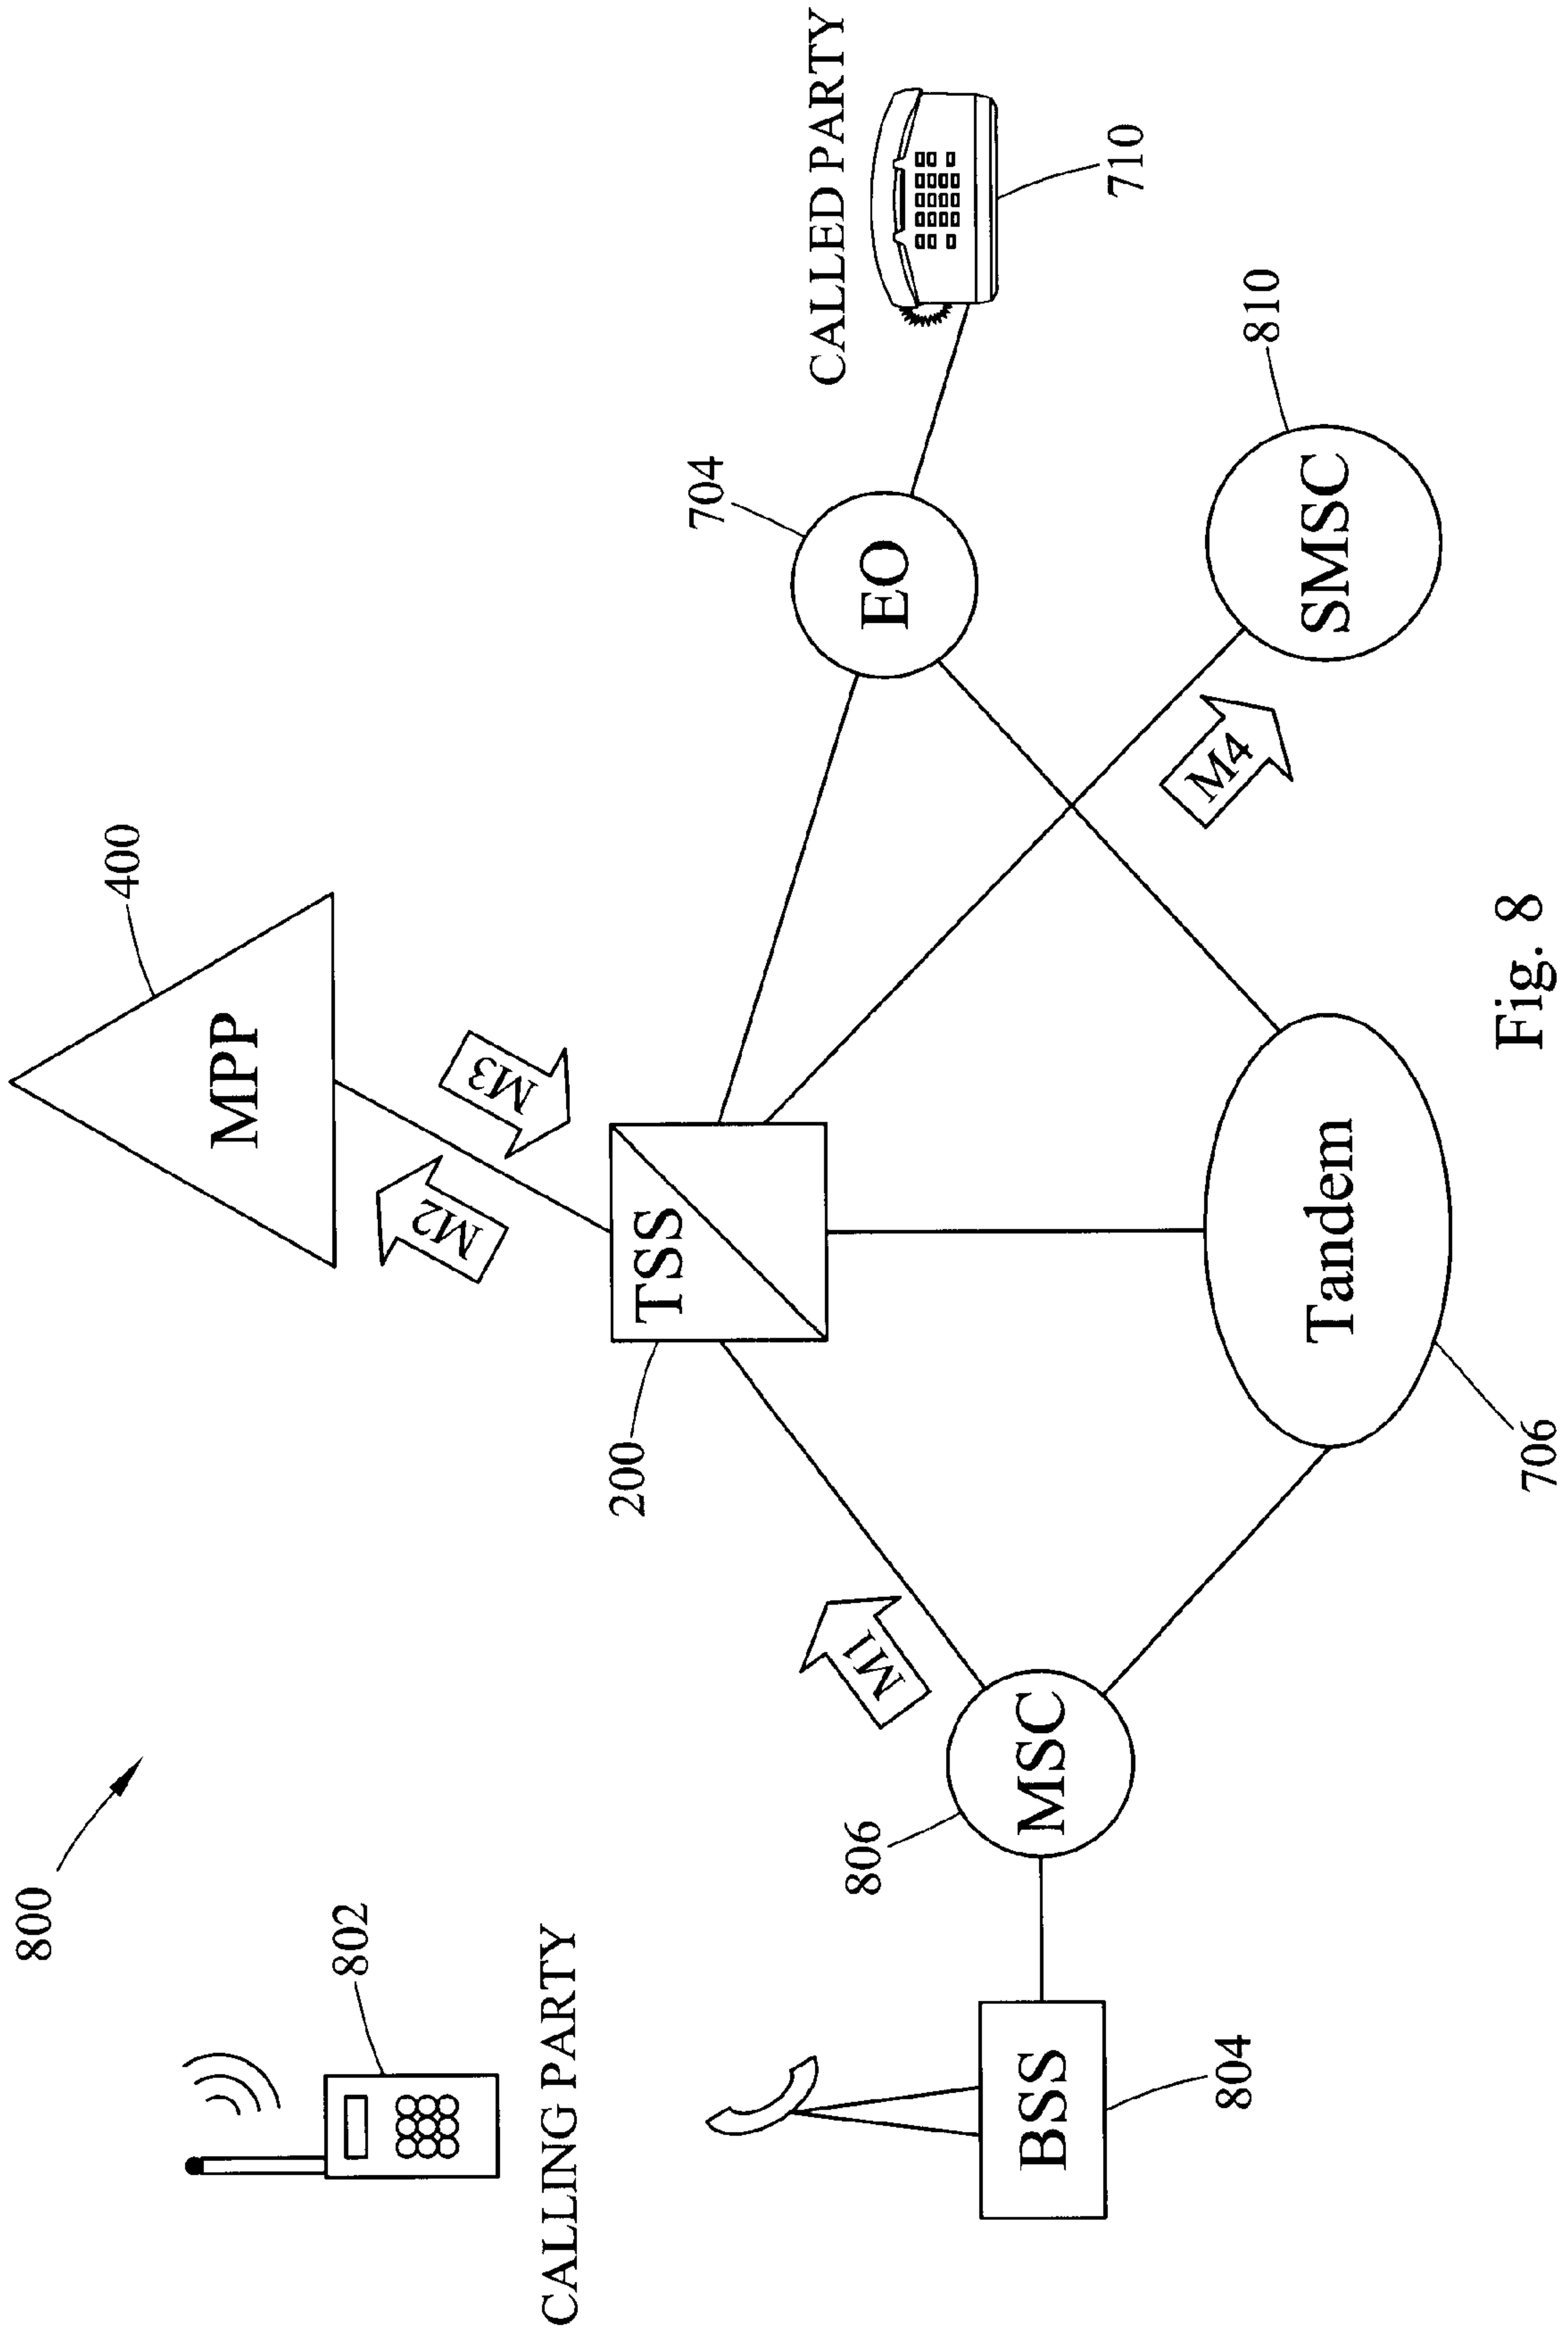 800
802
CALLING PARTY
BSS
804
MSC
806
M1
TSS
200
M2
M3
MPP
400
Tandem
706
EO
704
M4
SMSC
810
CALLED PARTY
710
Fig. 8